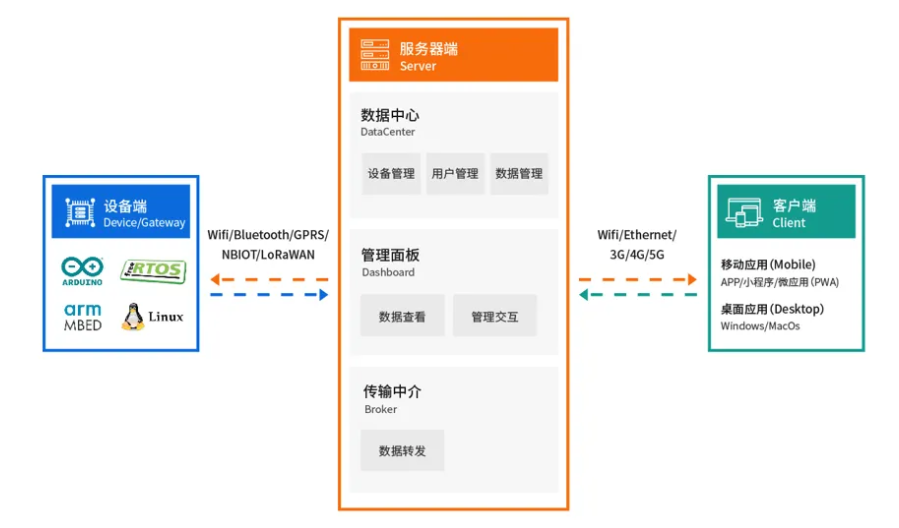 设备端
Device/Gateway
ARDUINO
RTOS
arm
MBED
Linux
Wifi/Bluetooth/GPRS/
NBIOT/LoRaWAN
服务器端
Server
数据中心
DataCenter
设备管理
用户管理
数据管理
管理面板
Dashboard
数据查看
管理交互
传输中介
Broker
数据转发
Wifi/Ethernet/
3G/4G/5G
客户端
Client
移动应用(Mobile)
APP/小程序/微应用(PWA)
桌面应用(Desktop)
Windows/MacOs